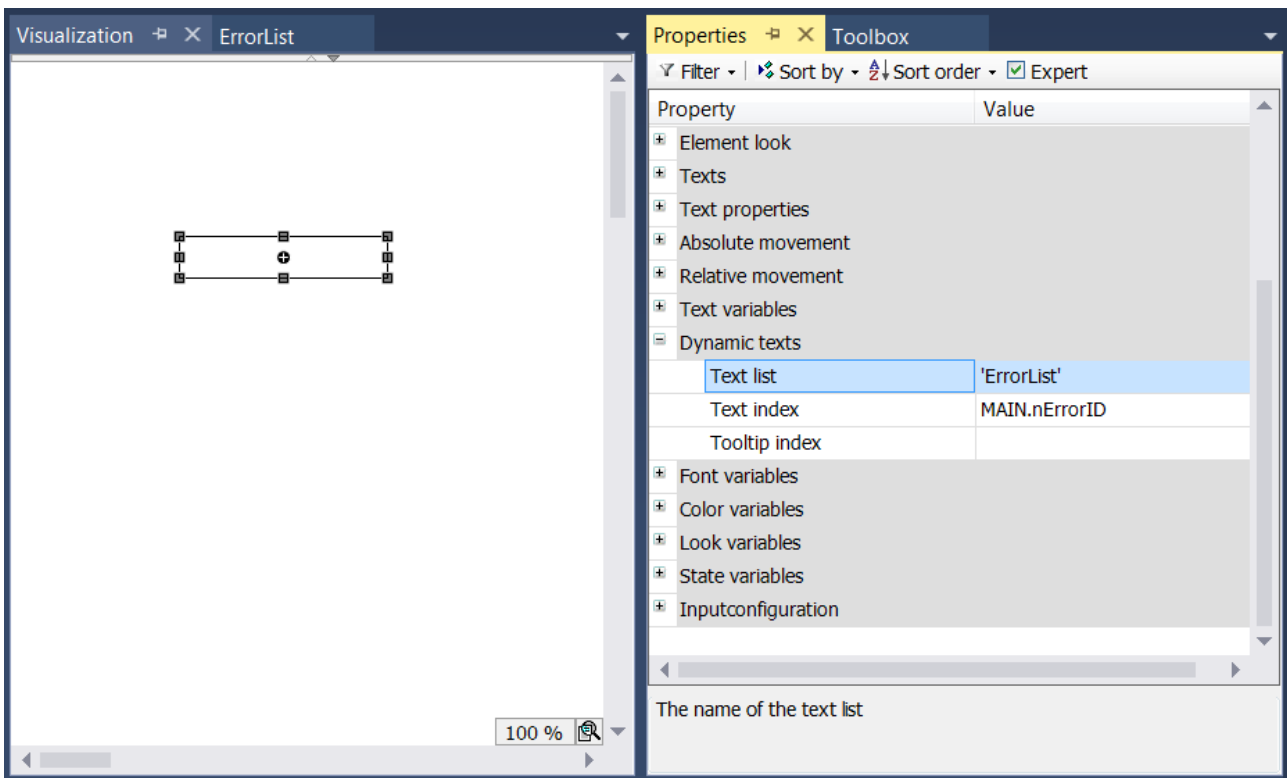 Visualization
ErrorList
100 %
Properties
Toolbox
Filter
Sort by
Sort order
Expert
Property Value
Element look
Texts
Text properties
Absolute movement
Relative movement
Text variables
Dynamic texts
Text list 'ErrorList'
Text index MAIN.nErrorID
Tooltip index
Font variables
Color variables
Look variables
State variables
Inputconfiguration
The name of the text list